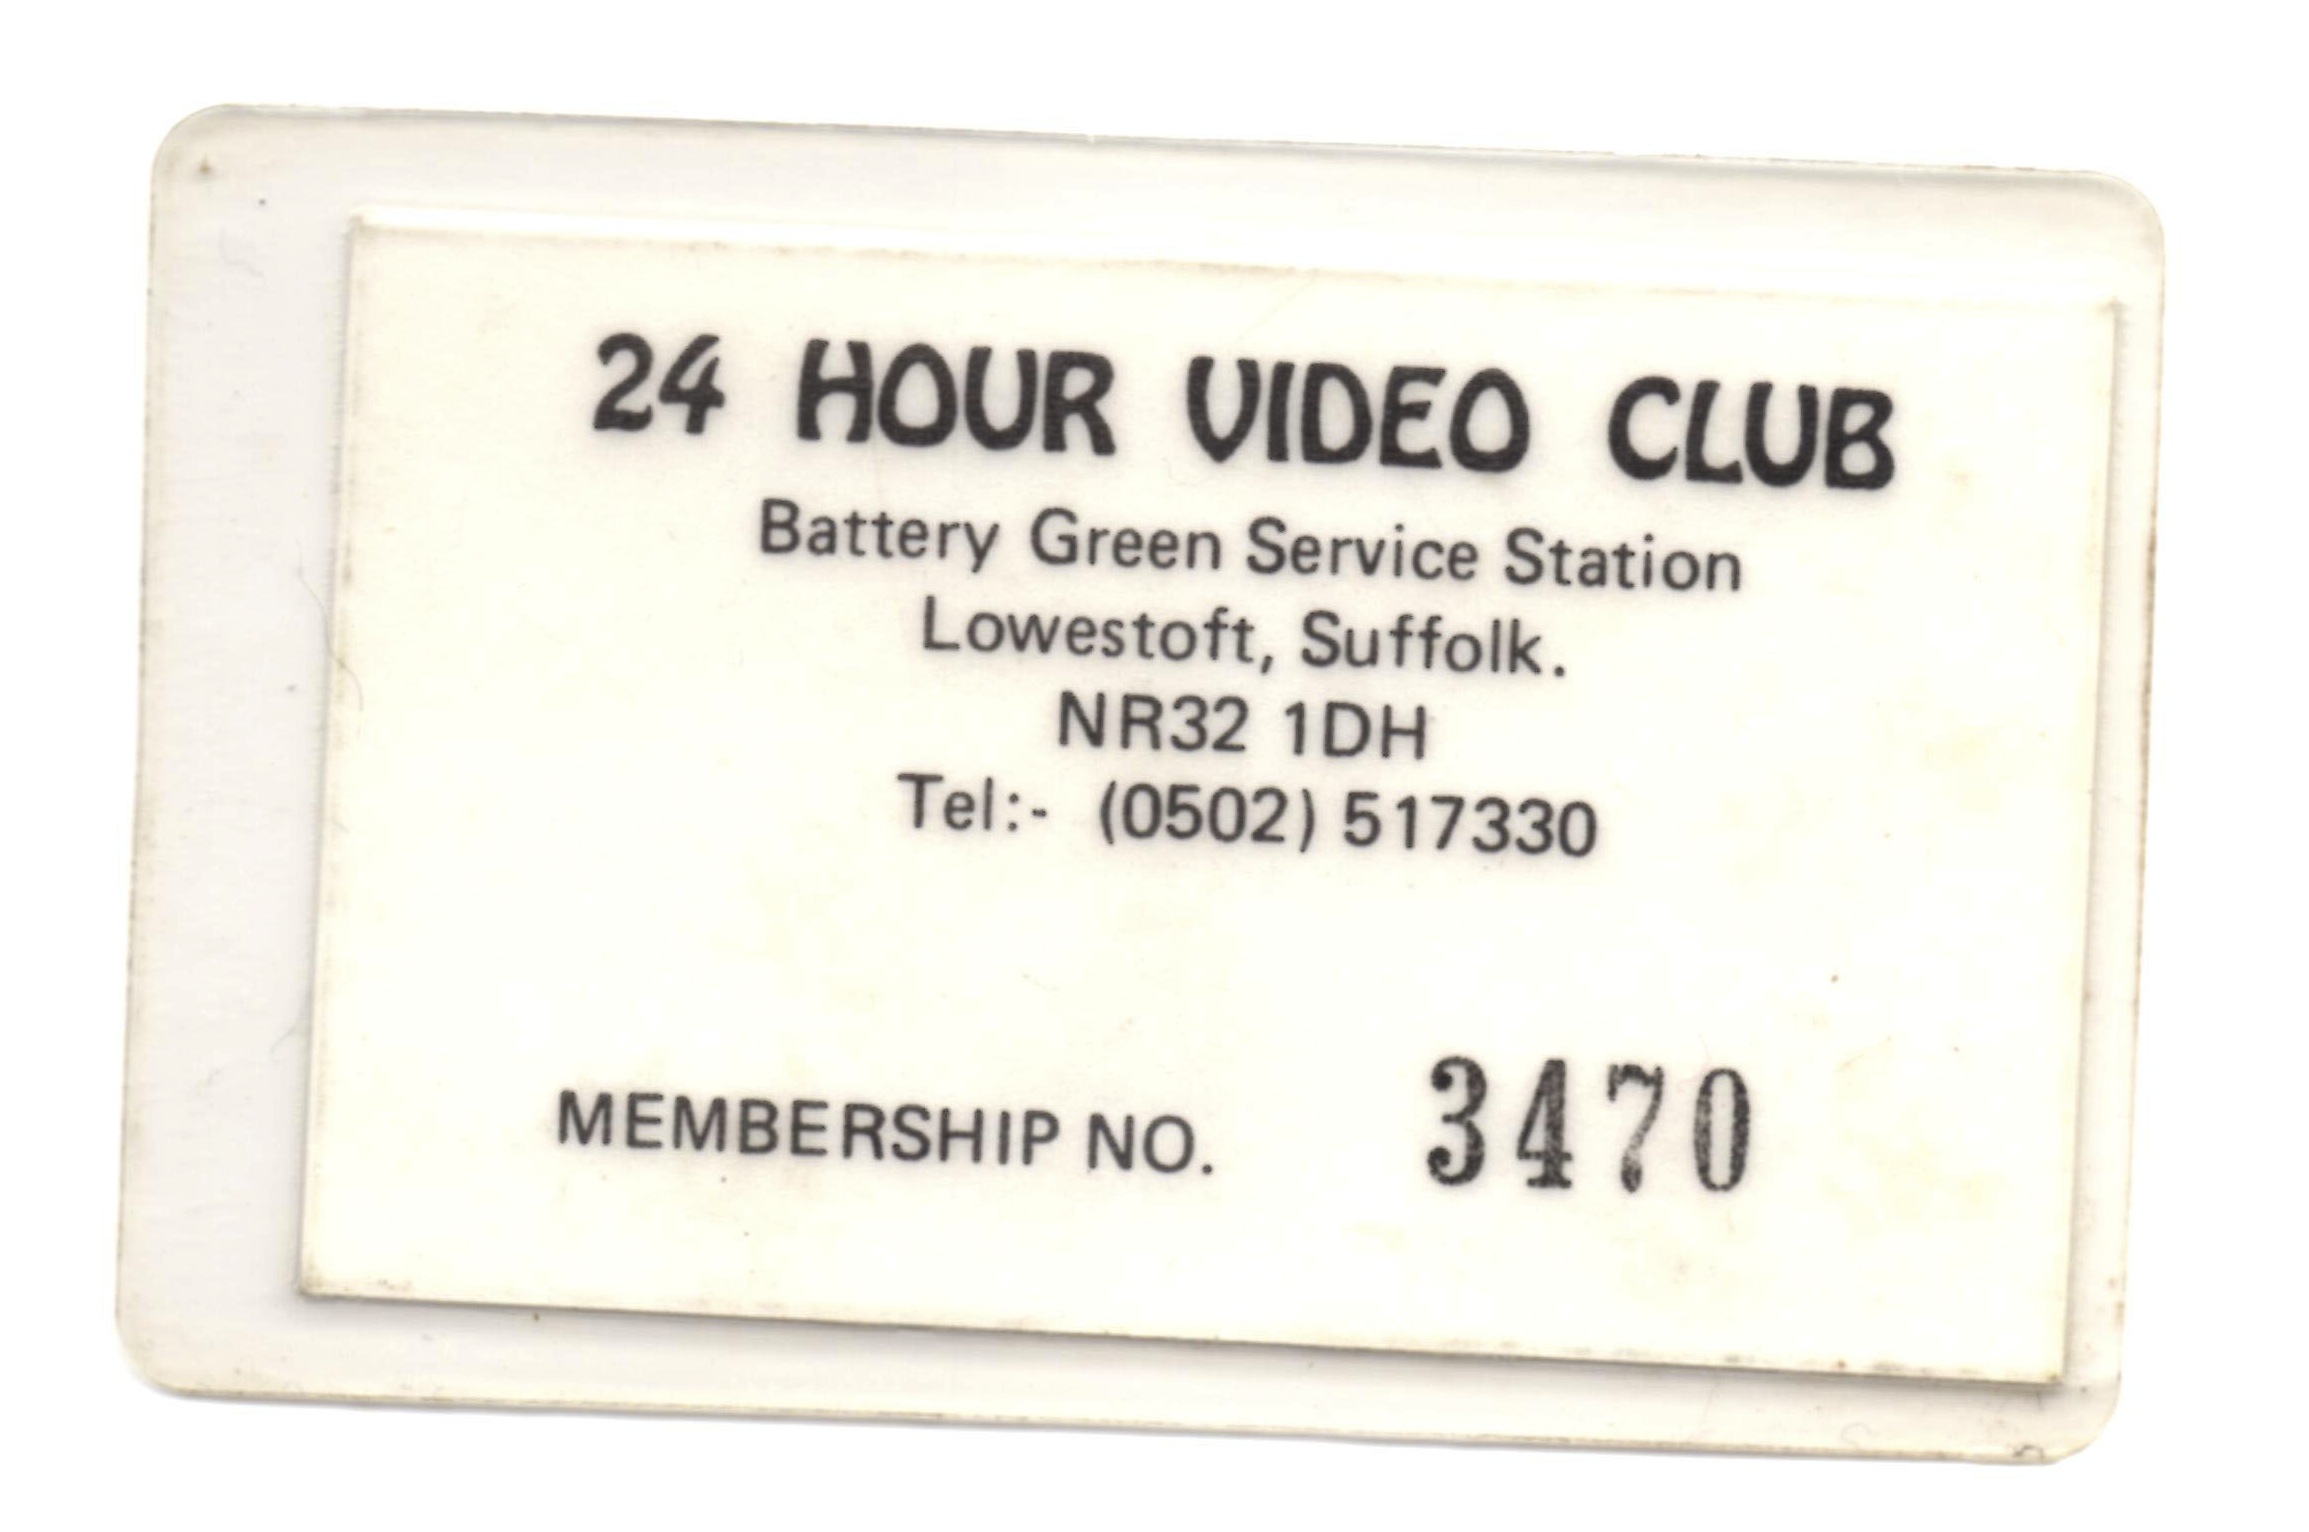 24 HOUR VIDEO CLUB
Battery Green Service Station
Lowestoft, Suffolk.
NR32 1DH
Tel:- (0502) 517330
MEMBERSHIP NO. 3470